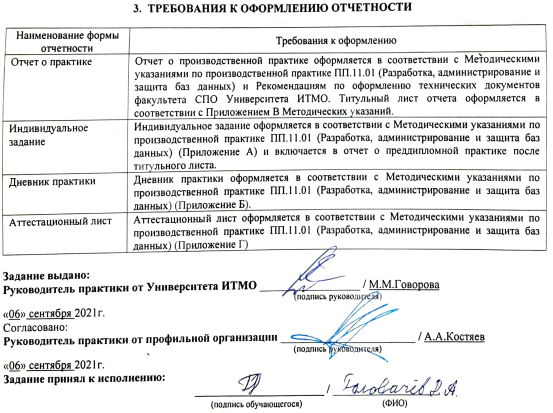 3. ТРЕБОВАНИЯ К ОФОРМЛЕНИЮ ОТЧЕТНОСТИ
Наименование формы отчетности
Требования к оформлению
Отчет о практике
Отчет о производственной практике оформляется в соответствии с Методическими
указаниями по производственной практике ПП.11.01 (Разработка, администрирование и
защита баз данных) и Рекомендациям по оформлению технических документов
факультета СПО Университета ИТМО. Титульный лист отчета оформляется в
соответствии с Приложением В Методических указаний.
Индивидуальное
задание
Индивидуальное задание оформляется в соответствии с Методическими указаниями по
производственной практике ПП.11.01 (Разработка, администрирование и защита баз
данных) (Приложение А) и включается в отчет о преддипломной практике после
титульного листа.
Дневник практики
Дневник практики оформляется в соответствии с Методическими указаниями по
производственной практике ПП.11.01 (Разработка, администрирование и защита баз
данных) (Приложение Б).
Аттестационный лист
Аттестационный лист оформляется в соответствии с Методическими указаниями по
производственной практике ПП.11.01 (Разработка, администрирование и защита баз
данных) (Приложение Г)
Задание выдано:
Руководитель практики от Университета ИТМО / М.М.Говорова
(подпись руководителя)
«06» сентября 2021г.
Согласовано:
Руководитель практики от профильной организации / А.А.Костяев
(подпись руководителя)
«06» сентября 2021г.
Задание принял к исполнению: / Головачёв Д.А.
(подпись обучающегося) (ФИО)